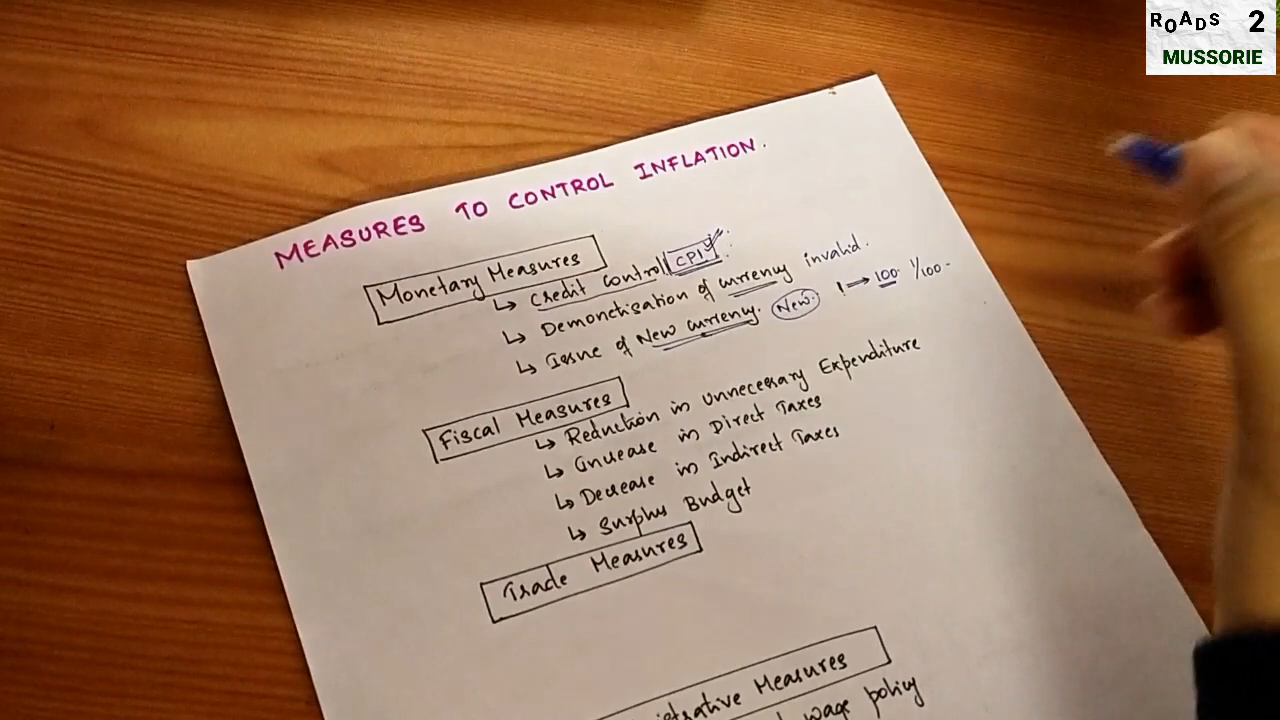 ROADS 2
MUSSORIE
MEASURES TO CONTROL INFLATION.
Monetary Measures
↳ Credit Control CPI
↳ Demonetisation of currency invalid.
↳ Issue of New currency. New. 1 → 100 1/100
Fiscal Measures
↳ Reduction in Unnecessary Expenditure
↳ Increase in Direct Taxes
↳ Decrease in Indirect Taxes
↳ Surplus Budget
Trade Measures
Measures
wage policy